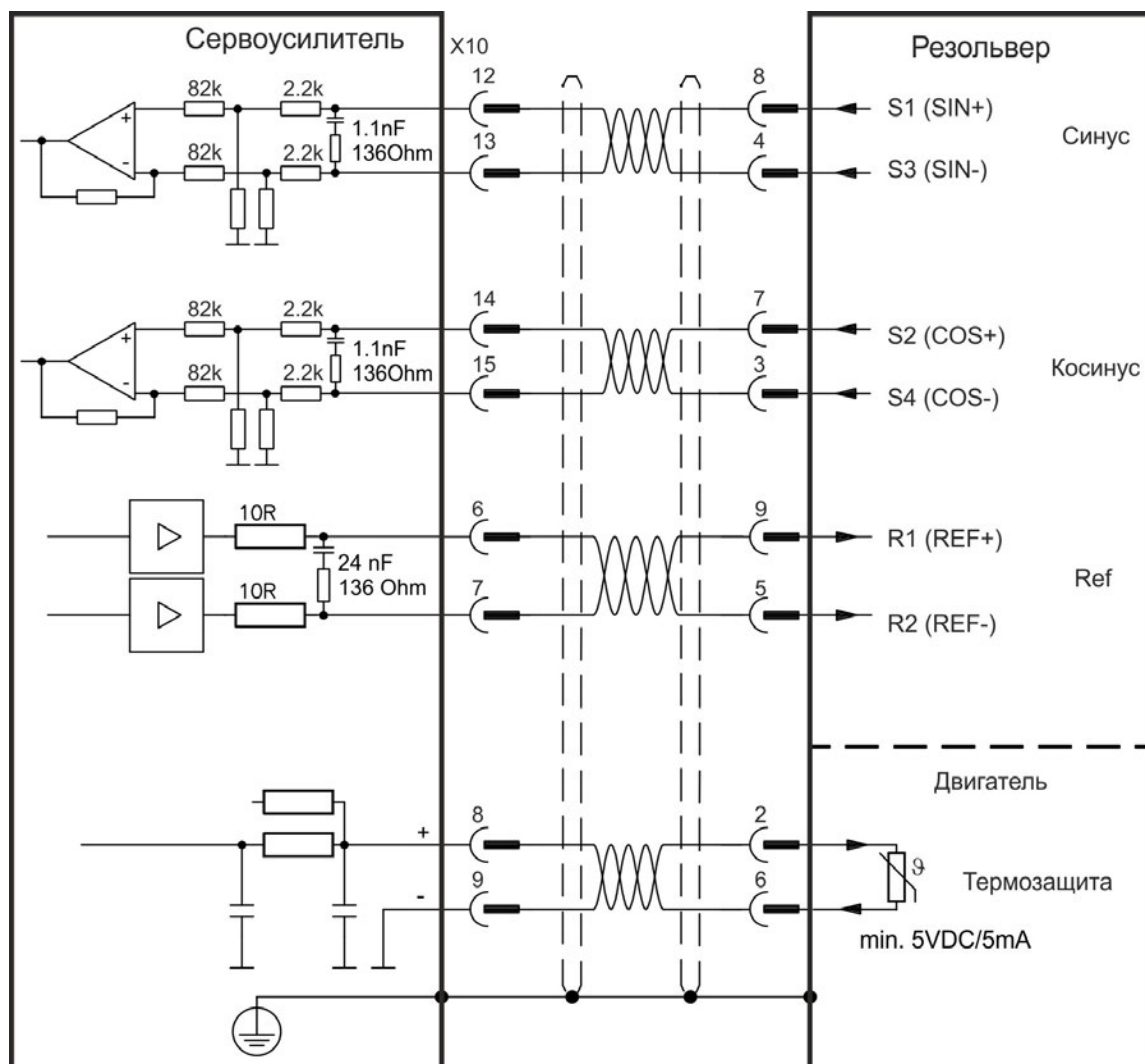 Сервоусилитель
X10
Резольвер
82k 2.2k
12
8
S1 (SIN+)
+
1.1nF
136Ohm
Синус
82k 2.2k
13
4
S3 (SIN-)
-
82k 2.2k
14
7
S2 (COS+)
+
1.1nF
136Ohm
Косинус
82k 2.2k
15
3
S4 (COS-)
-
10R
6
9
R1 (REF+)
24 nF
136 Ohm
Ref
10R
7
5
R2 (REF-)
Двигатель
+
8
2
ϑ
Термозащита
-
9
6
min. 5VDC/5mA